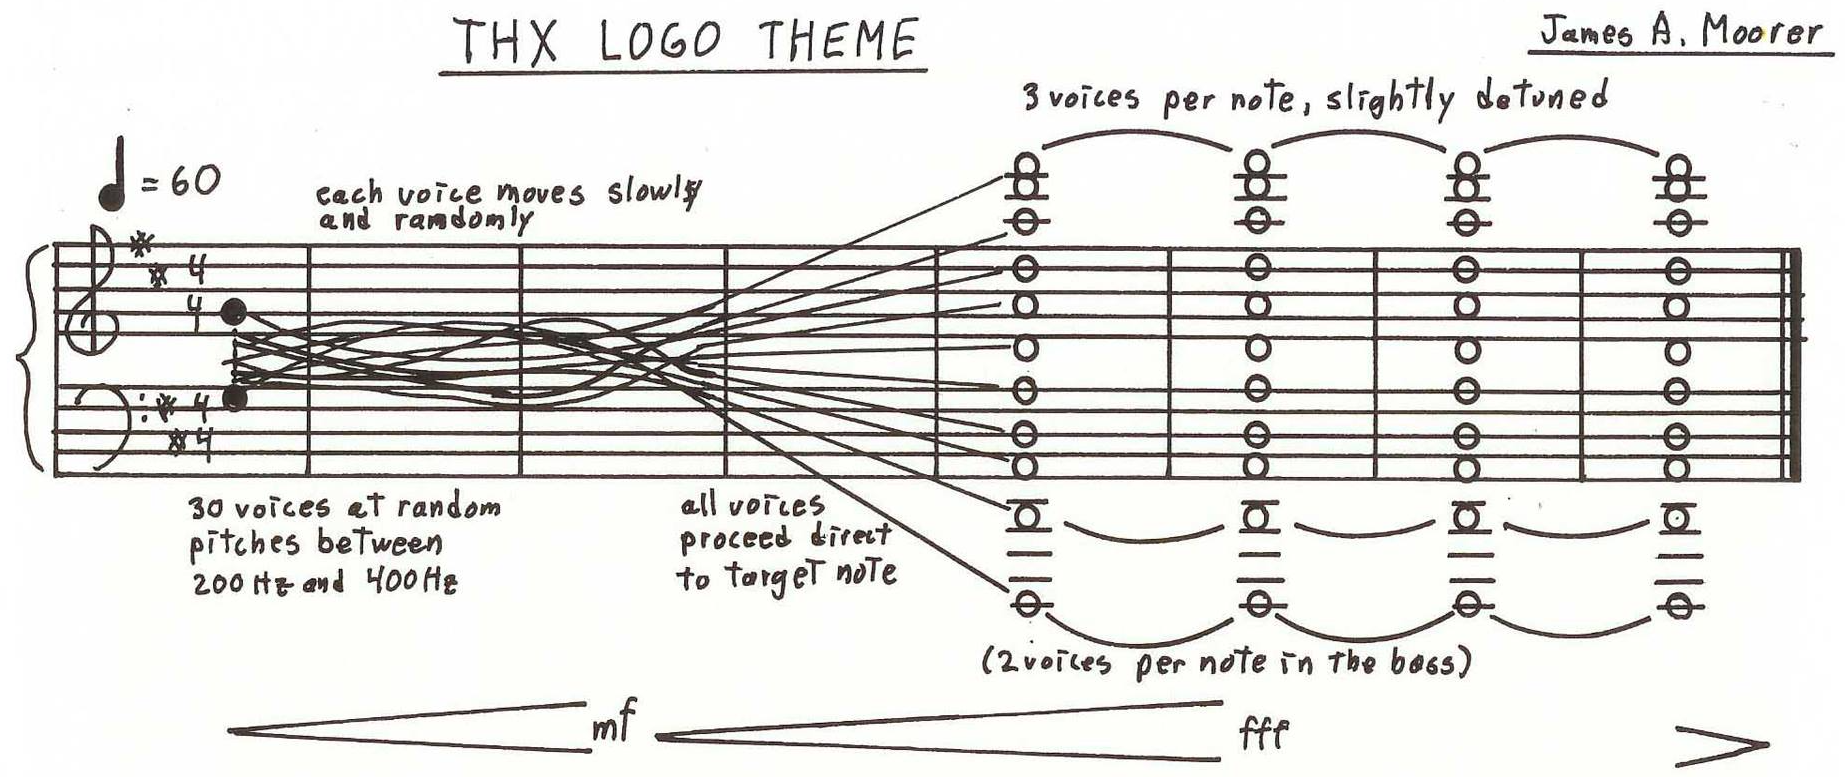 THX LOGO THEME
James A. Moorer
3 voices per note, slightly detuned
= 60
each voice moves slowly
and randomly
4
4
4
4
30 voices at random
pitches between
200 Hz and 400 Hz
all voices
proceed direct
to target note
(2 voices per note in the bass)
mf
fff